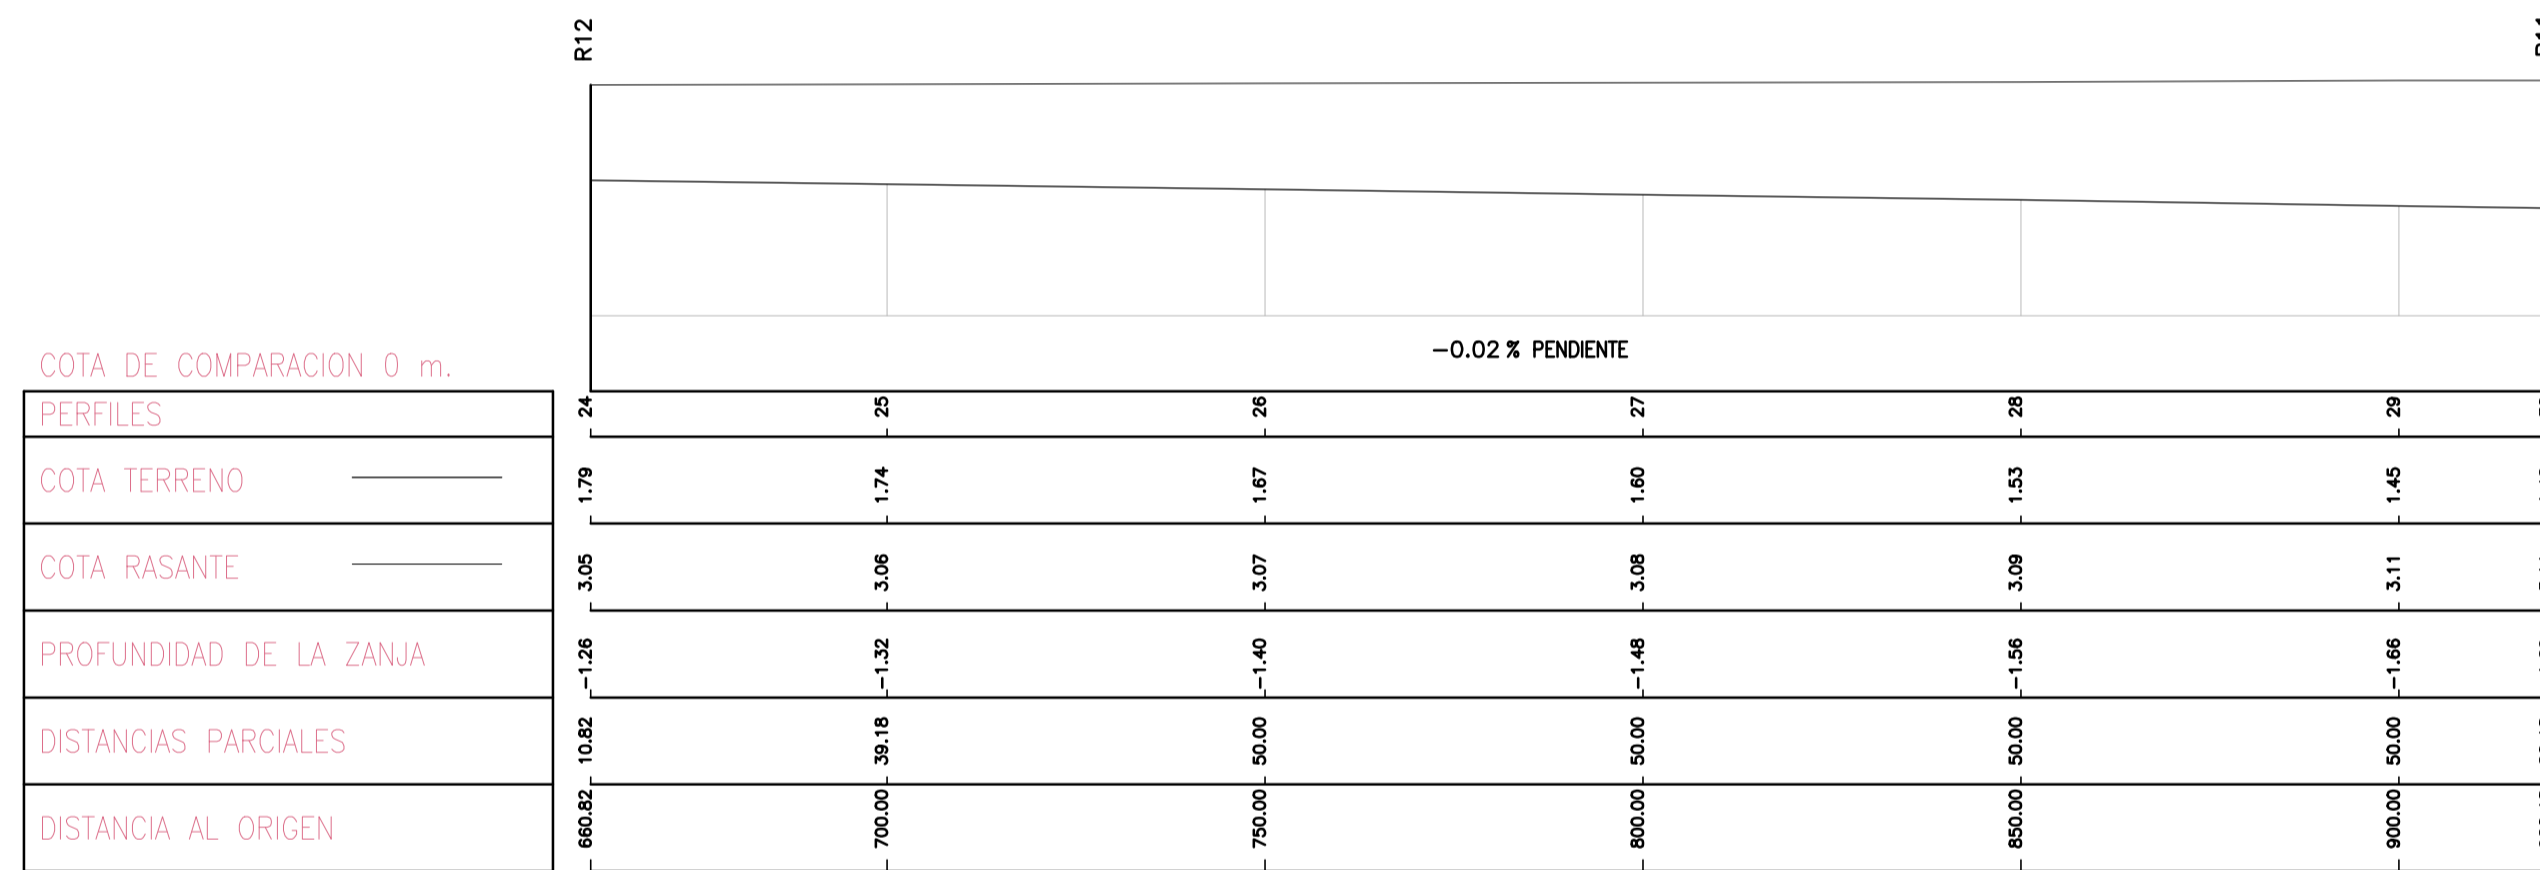 R12
-0.02 % PENDIENTE
COTA DE COMPARACION 0 m.
PERFILES 24 25 26 27 28 29
COTA TERRENO 1.79 1.74 1.67 1.60 1.53 1.45
COTA RASANTE 3.05 3.06 3.07 3.08 3.09 3.11
PROFUNDIDAD DE LA ZANJA -1.26 -1.32 -1.40 -1.48 -1.56 -1.66
DISTANCIAS PARCIALES 10.82 39.18 50.00 50.00 50.00 50.00
DISTANCIA AL ORIGEN 660.82 700.00 750.00 800.00 850.00 900.00